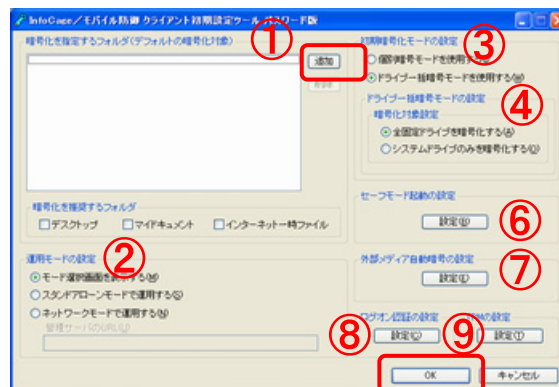 InfoCage／モバイル防御 クライアント初期設定ツール パスワード版
暗号化を指定するフォルダ(デフォルトの暗号化対象)
①
追加
削除
暗号化を推奨するフォルダ
デスクトップ マイドキュメント インターネット一時ファイル
運用モードの設定
②
モード選択画面を表示する(M)
スタンドアローンモードで運用する(S)
ネットワークモードで運用する(N)
管理サーバのURL(U)
初期暗号化モードの設定
③
個別暗号モードを使用する
ドライブ一括暗号モードを使用する(W)
ドライブ一括暗号モードの設定
④
暗号化対象設定
全固定ドライブを暗号化する(A)
システムドライブのみを暗号化する(O)
セーフモード起動の設定
設定(B)
⑥
外部メディア自動暗号の設定
設定(E)
⑦
ログオン認証の設定
⑧
設定(G)
⑨
の設定
設定(T)
OK
キャンセル